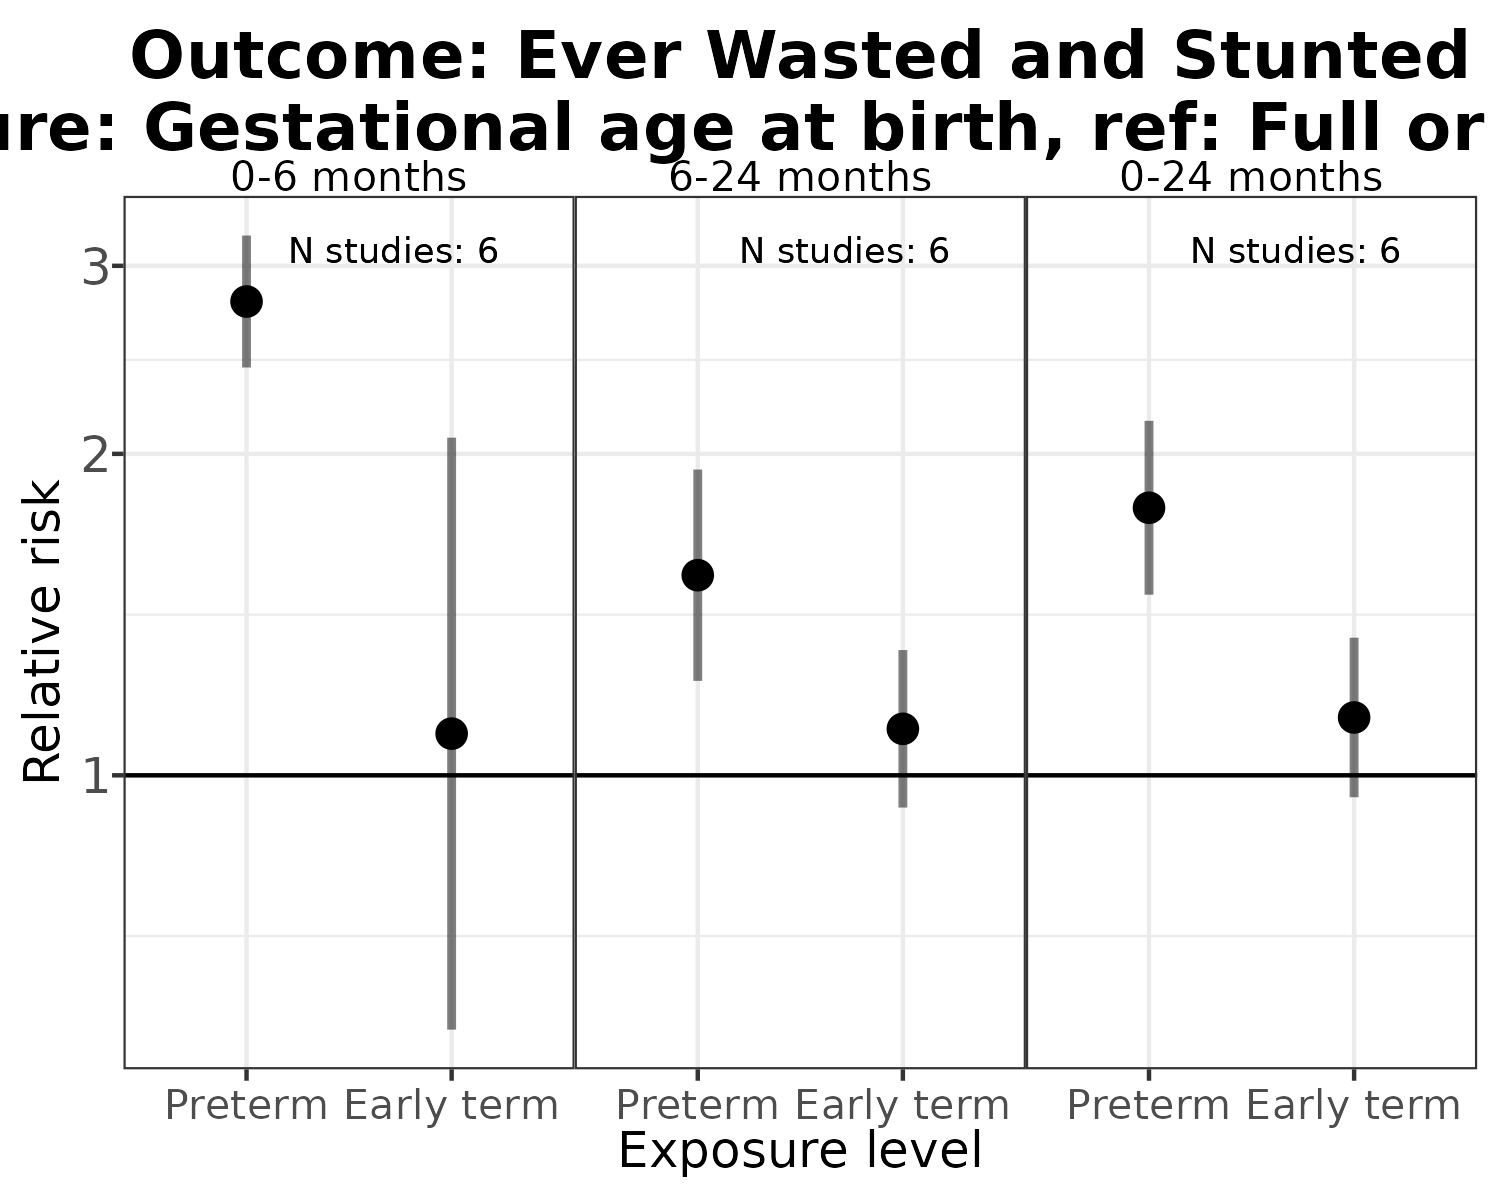 Outcome: Ever Wasted and Stunted
ure: Gestational age at birth, ref: Full or
0-6 months 6-24 months 0-24 months
N studies: 6 N studies: 6 N studies: 6
3
2
1
Relative risk
Preterm Early term Preterm Early term Preterm Early term
Exposure level